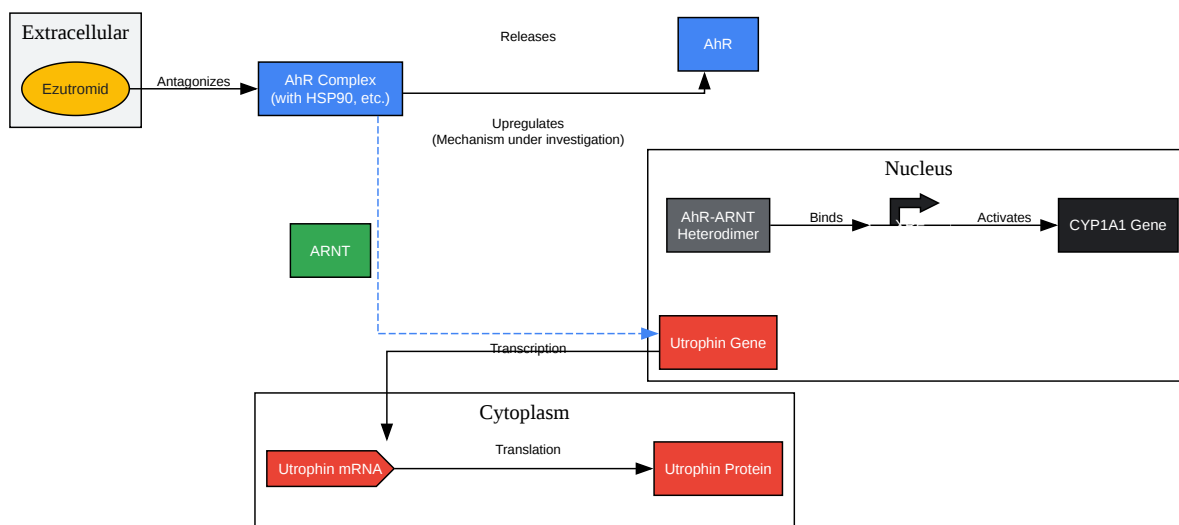 Extracellular
Ezutromid
Antagonizes
AhR Complex
(with HSP90, etc.)
Releases
AhR
Upregulates
(Mechanism under investigation)
Nucleus
AhR-ARNT
Heterodimer
Binds
Activates
CYP1A1 Gene
ARNT
Utrophin Gene
Transcription
Cytoplasm
Utrophin mRNA
Translation
Utrophin Protein